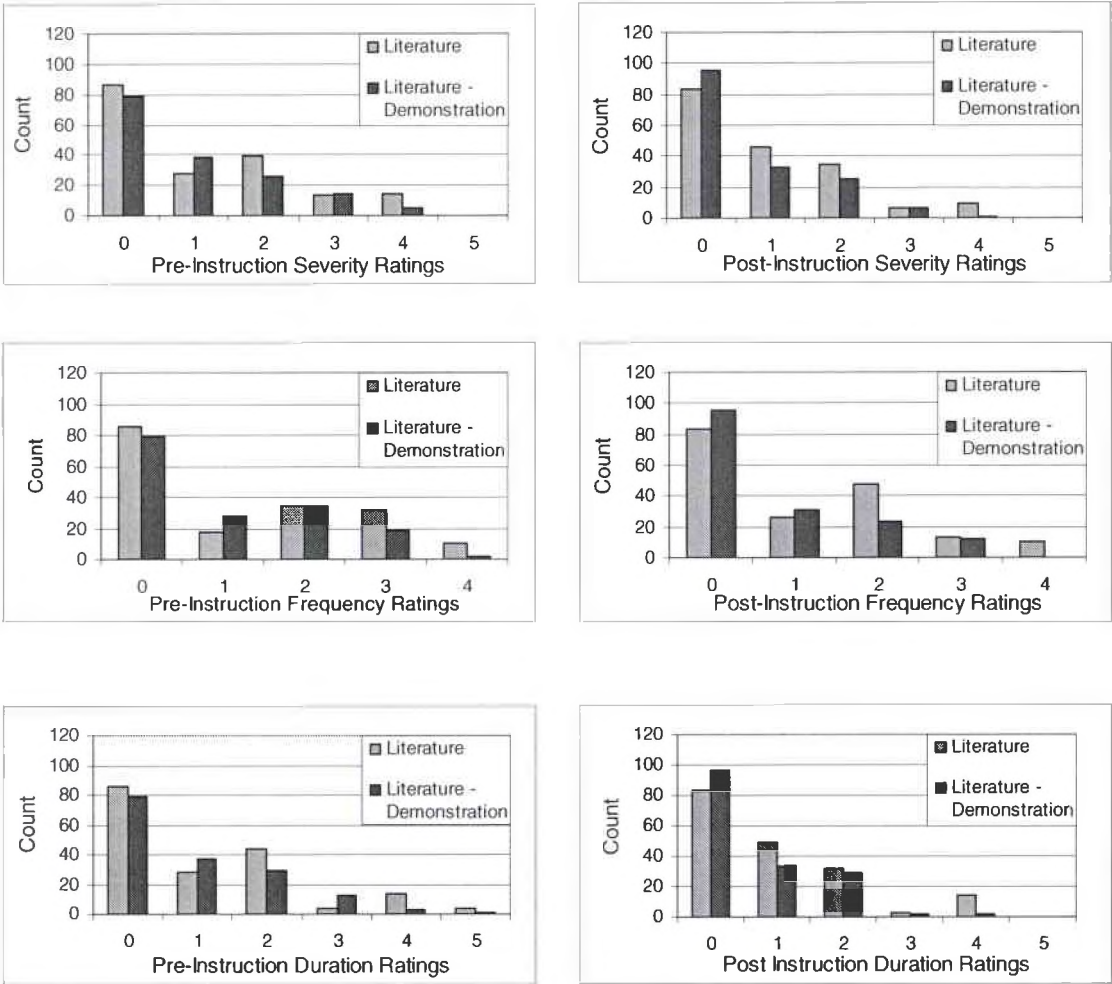 120
100
80
60
40
20
0
Count
Literature
Literature -
Demonstration
0 1 2 3 4 5
Pre-Instruction Severity Ratings
120
100
80
60
40
20
0
Count
Literature
Literature -
Demonstration
0 1 2 3 4 5
Post-Instruction Severity Ratings
120
100
80
60
40
20
0
Count
Literature
Literature -
Demonstration
0 1 2 3 4
Pre-Instruction Frequency Ratings
120
100
80
60
40
20
0
Count
Literature
Literature -
Demonstration
0 1 2 3 4
Post-Instruction Frequency Ratings
120
100
80
60
40
20
0
Count
Literature
Literature -
Demonstration
0 1 2 3 4 5
Pre-Instruction Duration Ratings
120
100
80
60
40
20
0
Count
Literature
Literature -
Demonstration
0 1 2 3 4 5
Post Instruction Duration Ratings